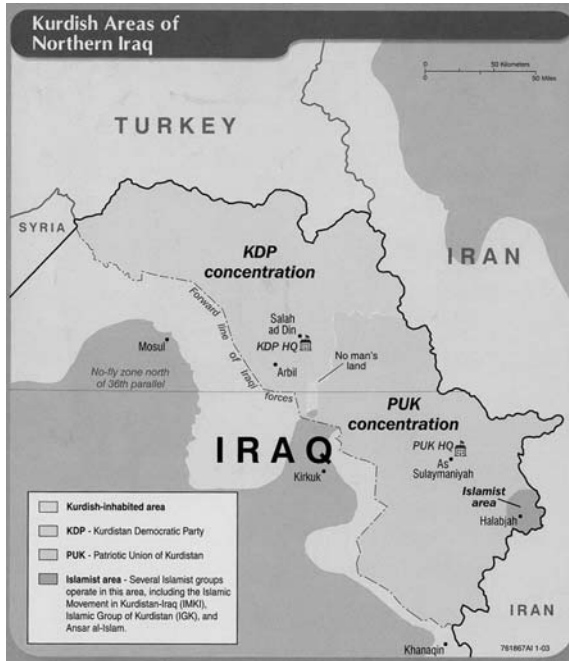 Kurdish Areas of
Northern Iraq
0 50 Kilometers
0 50 Miles
TURKEY
SYRIA
IRAN
KDP
concentration
Forward line of Iraqi forces
Salah
ad Din
KDP HQ
Mosul
Arbil
No man's
land
No-fly zone north
of 36th parallel
PUK
concentration
IRAQ
PUK HQ
As
Sulaymaniyah
Kirkuk
Islamist
area
Halabjah
Kurdish-inhabited area
KDP - Kurdistan Democratic Party
PUK - Patriotic Union of Kurdistan
Islamist area - Several Islamist groups
operate in this area, including the Islamic
Movement in Kurdistan-Iraq (IMKI),
Islamic Group of Kurdistan (IGK), and
Ansar al-Islam.
IRAN
Khanaqin
761867AI 1-03